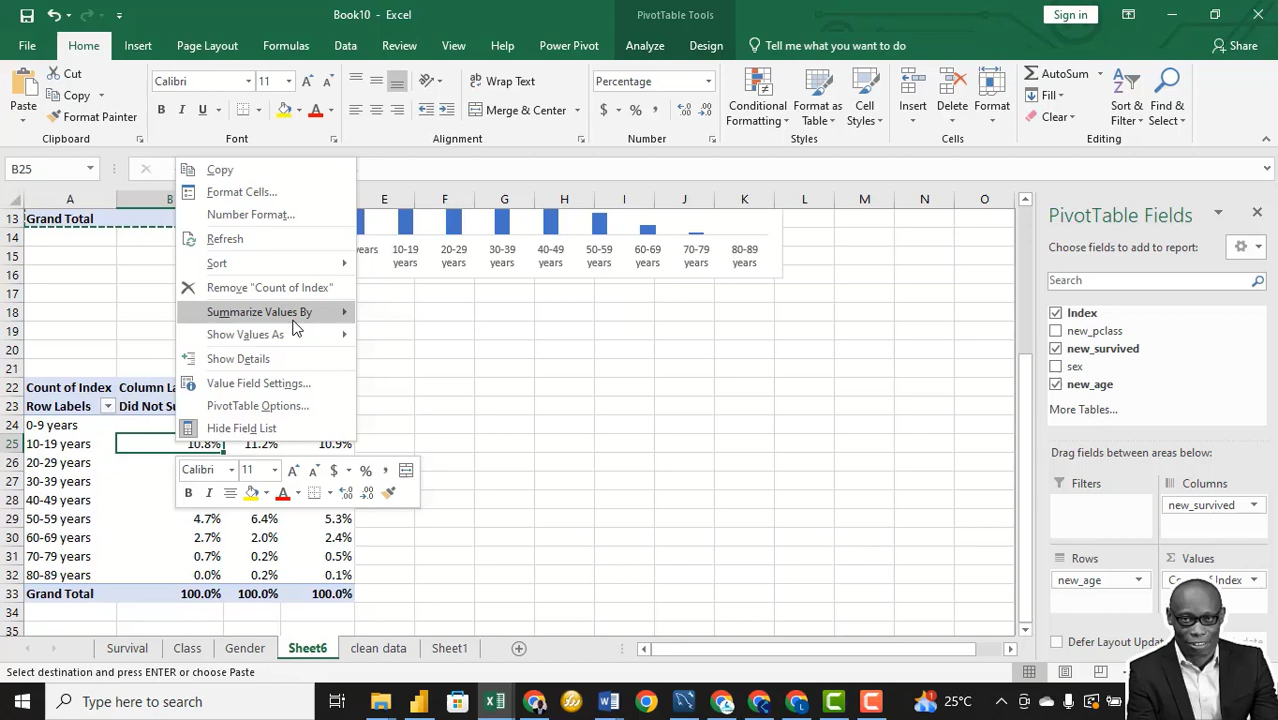 Book10 - Excel
PivotTable Tools
Sign in
File
Home
Insert
Page Layout
Formulas
Data
Review
View
Help
Power Pivot
Analyze
Design
Tell me what you want to do
Share
Paste
Cut
Copy
Format Painter
Calibri
11
B I U
Wrap Text
Merge & Center
Percentage
$ % ,
Conditional
Formatting
Format as
Table
Cell
Styles
Insert
Delete
Format
AutoSum
Fill
Clear
Sort &
Filter
Find &
Select
Clipboard
Font
Alignment
Number
Styles
Cells
Editing
B25
A B E F G H I J K L M N O
13 Grand Total
14
15
16
17
18
19
20
21
years
10-19
years
20-29
years
30-39
years
40-49
years
50-59
years
60-69
years
70-79
years
80-89
years
Copy
Format Cells...
Number Format...
Refresh
Sort
Remove "Count of Index"
Summarize Values By
Show Values As
Show Details
Value Field Settings...
PivotTable Options...
Hide Field List
22 Count of Index Column La
23 Row Labels Did Not Su
24 0-9 years
25 10-19 years 10.8% 11.2% 10.9%
26 20-29 years
27 30-39 years
28 40-49 years
Calibri 11 $ % ,
B I A
29 50-59 years 4.7% 6.4% 5.3%
30 60-69 years 2.7% 2.0% 2.4%
31 70-79 years 0.7% 0.2% 0.5%
32 80-89 years 0.0% 0.2% 0.1%
33 Grand Total 100.0% 100.0% 100.0%
34
35
PivotTable Fields
Choose fields to add to report:
Search
Index
new_pclass
new_survived
sex
new_age
More Tables...
Drag fields between areas below:
Filters
Columns
new_survived
Rows
Values
new_age
Defer Layout Updat
Survival
Class
Gender
Sheet6
clean data
Sheet1
Select destination and press ENTER or choose Paste
Type here to search
25°C